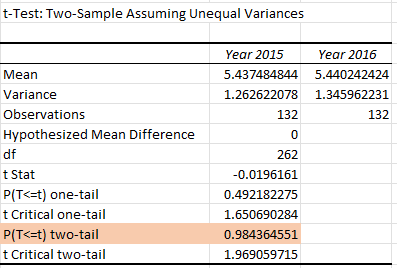 t-Test: Two-Sample Assuming Unequal Variances
Year 2015 Year 2016
Mean 5.437484844 5.440242424
Variance 1.262622078 1.345962231
Observations 132 132
Hypothesized Mean Difference 0
df 262
t Stat -0.0196161
P(T<=t) one-tail 0.492182275
t Critical one-tail 1.650690284
P(T<=t) two-tail 0.984364551
t Critical two-tail 1.969059715